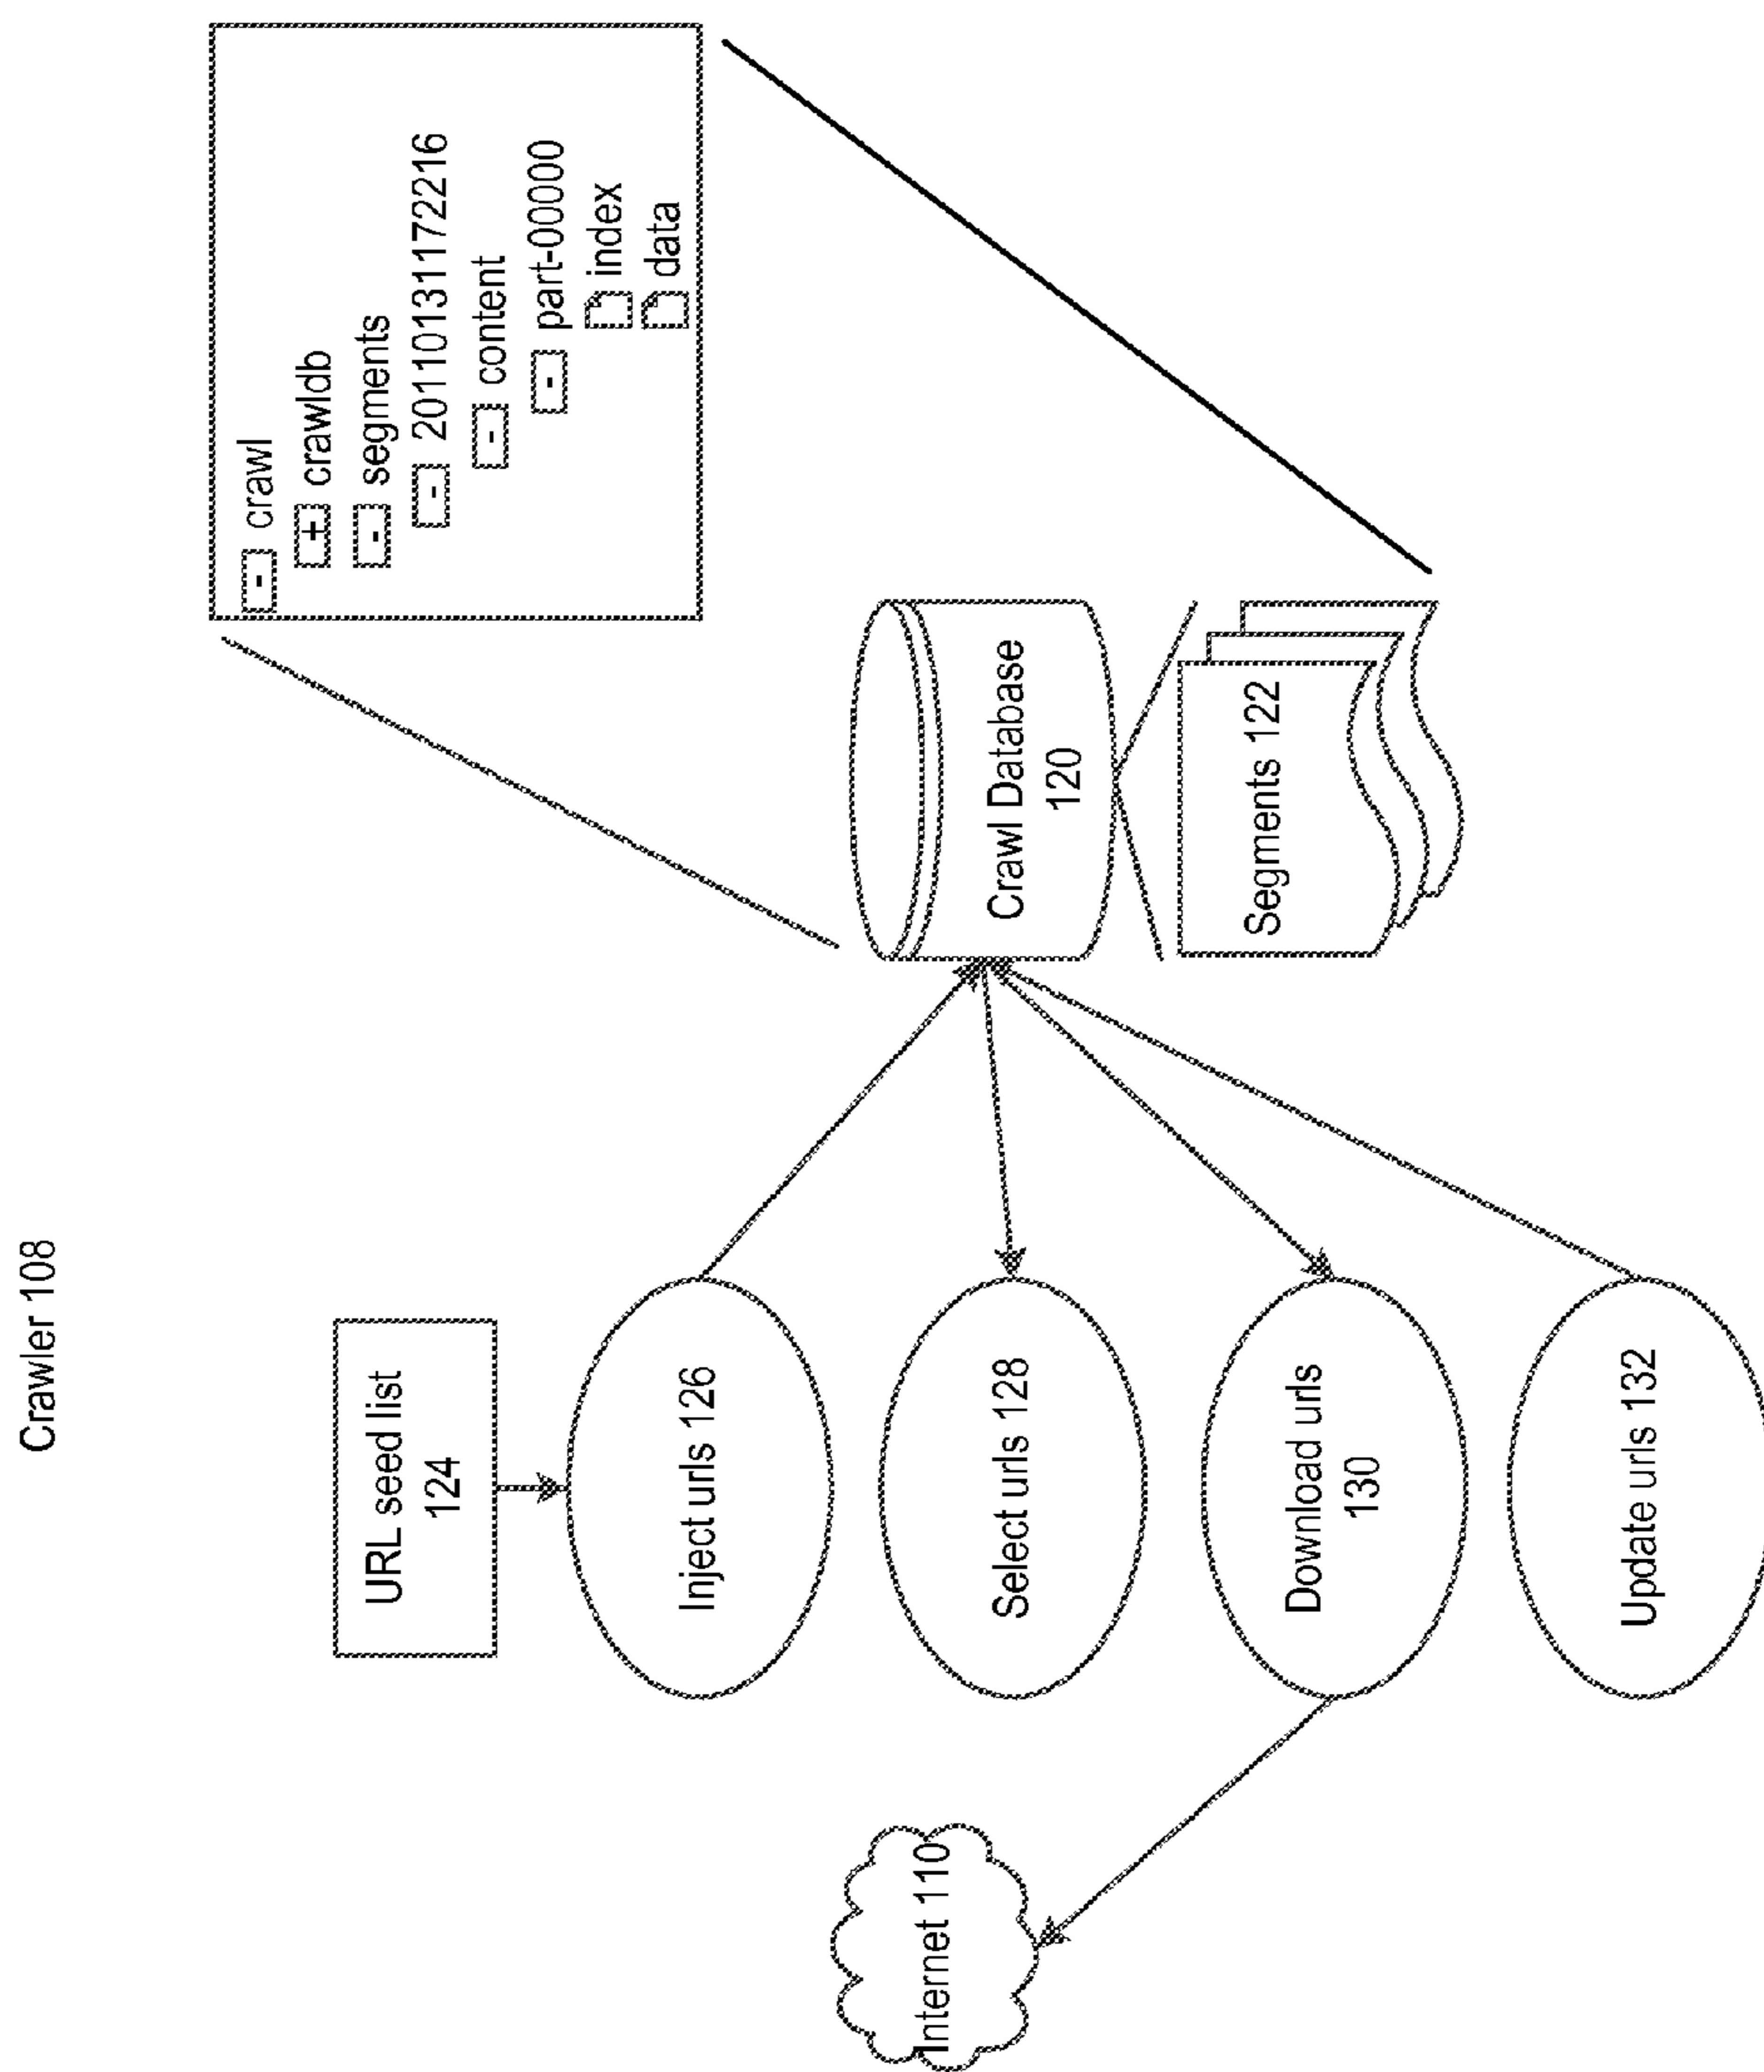 Crawler 108
URL seed list
124
Inject urls 126
Select urls 128
Download urls
130
Update urls 132
Internet 110
Crawl Database
120
Segments 122
- crawl
+ crawldb
- segments
- 20110131172216
- content
- part-00000
index
data